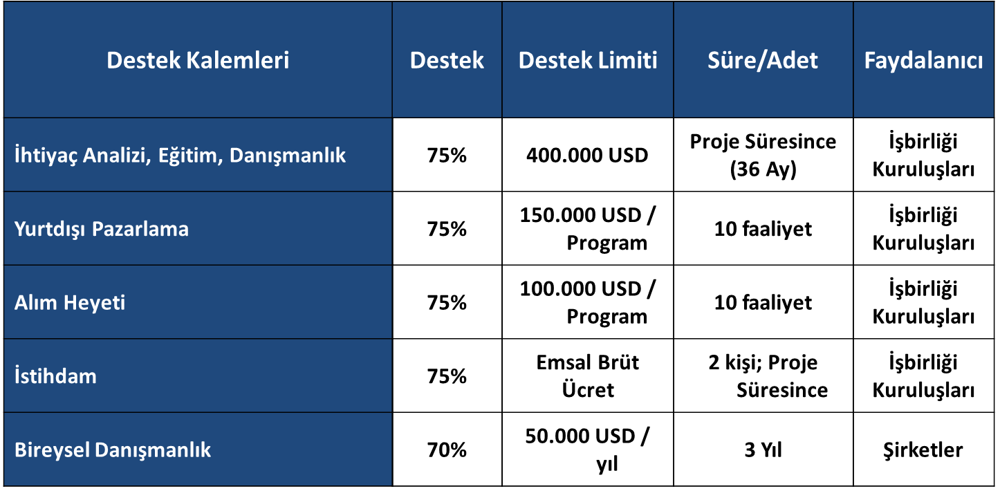 Destek Kalemleri
Destek
Destek Limiti
Süre/Adet
Faydalanıcı
İhtiyaç Analizi, Eğitim, Danışmanlık
75%
400.000 USD
Proje Süresince
(36 Ay)
İşbirliği
Kuruluşları
Yurtdışı Pazarlama
75%
150.000 USD /
Program
10 faaliyet
İşbirliği
Kuruluşları
Alım Heyeti
75%
100.000 USD /
Program
10 faaliyet
İşbirliği
Kuruluşları
İstihdam
75%
Emsal Brüt
Ücret
2 kişi; Proje
Süresince
İşbirliği
Kuruluşları
Bireysel Danışmanlık
70%
50.000 USD /
yıl
3 Yıl
Şirketler